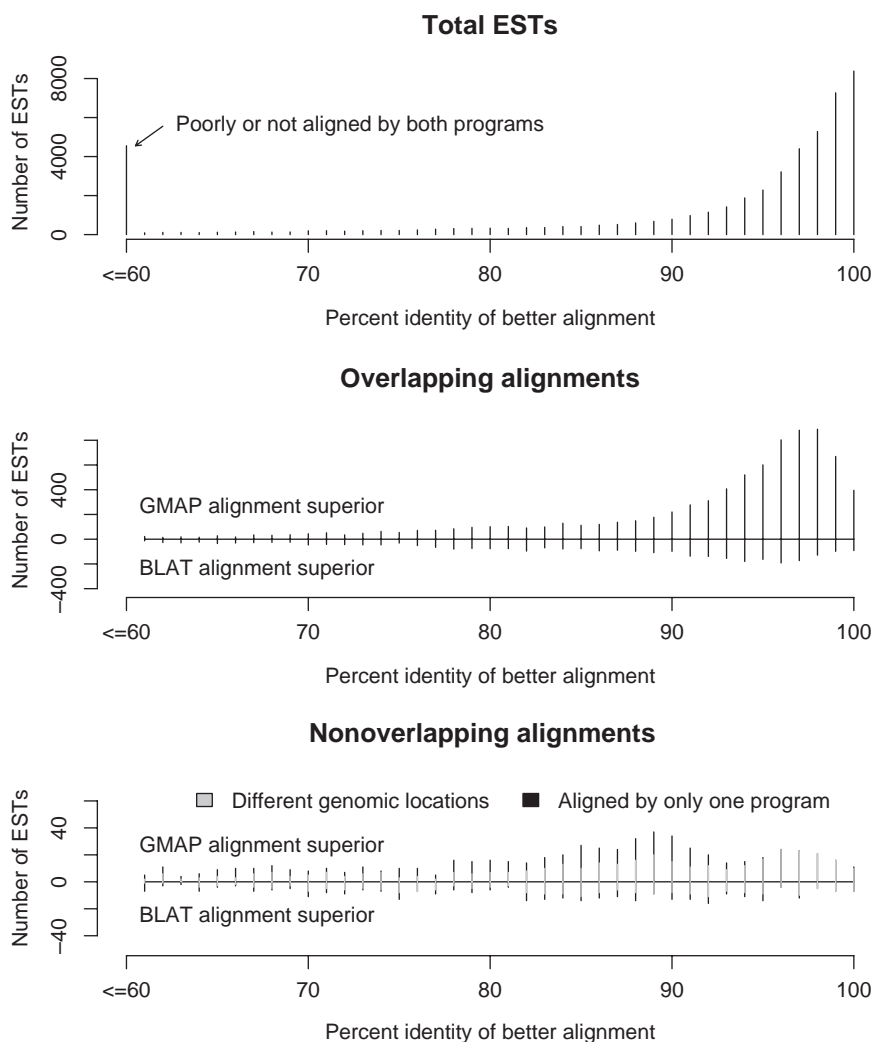 Total ESTs
Number of ESTs
8000
4000
0
Poorly or not aligned by both programs
<=60 70 80 90 100
Percent identity of better alignment
Overlapping alignments
Number of ESTs
400
0
−400
GMAP alignment superior
BLAT alignment superior
<=60 70 80 90 100
Percent identity of better alignment
Nonoverlapping alignments
Number of ESTs
40
0
−40
Different genomic locations Aligned by only one program
GMAP alignment superior
BLAT alignment superior
<=60 70 80 90 100
Percent identity of better alignment